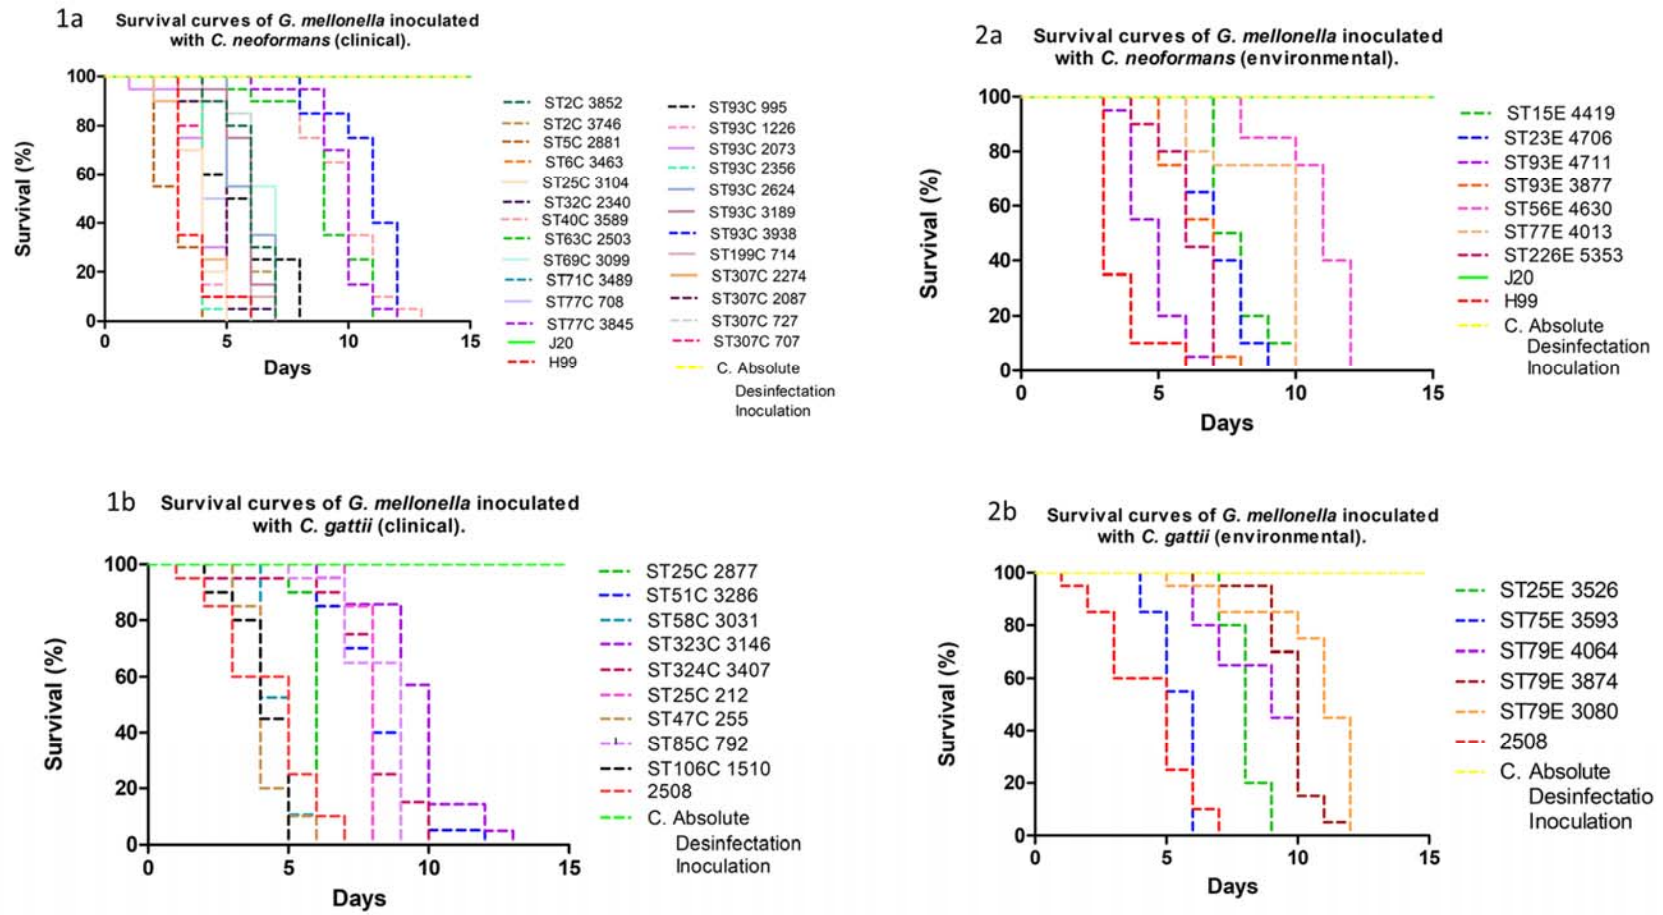 1a
Survival curves of G. mellonella inoculated
with C. neoformans (clinical).
Survival (%)
100
80
60
40
20
0
0 5 10 15
Days
ST2C 3852
ST2C 3746
ST5C 2881
ST6C 3463
ST25C 3104
ST32C 2340
ST40C 3589
ST63C 2503
ST69C 3099
ST71C 3489
ST77C 708
ST77C 3845
J20
H99
ST93C 995
ST93C 1226
ST93C 2073
ST93C 2356
ST93C 2624
ST93C 3189
ST93C 3938
ST199C 714
ST307C 2274
ST307C 2087
ST307C 727
ST307C 707
C. Absolute
Desinfectation
Inoculation
2a
Survival curves of G. mellonella inoculated
with C. neoformans (environmental).
Survival (%)
100
80
60
40
20
0
0 5 10 15
Days
ST15E 4419
ST23E 4706
ST93E 4711
ST93E 3877
ST56E 4630
ST77E 4013
ST226E 5353
J20
H99
C. Absolute
Desinfectation
Inoculation
1b
Survival curves of G. mellonella inoculated
with C. gattii (clinical).
Survival (%)
100
80
60
40
20
0
0 5 10 15
Days
ST25C 2877
ST51C 3286
ST58C 3031
ST323C 3146
ST324C 3407
ST25C 212
ST47C 255
ST85C 792
ST106C 1510
2508
C. Absolute
Desinfectation
Inoculation
2b
Survival curves of G. mellonella inoculated
with C. gattii (environmental).
Survival (%)
100
80
60
40
20
0
0 5 10 15
Days
ST25E 3526
ST75E 3593
ST79E 4064
ST79E 3874
ST79E 3080
2508
C. Absolute
Desinfectatio
Inoculation